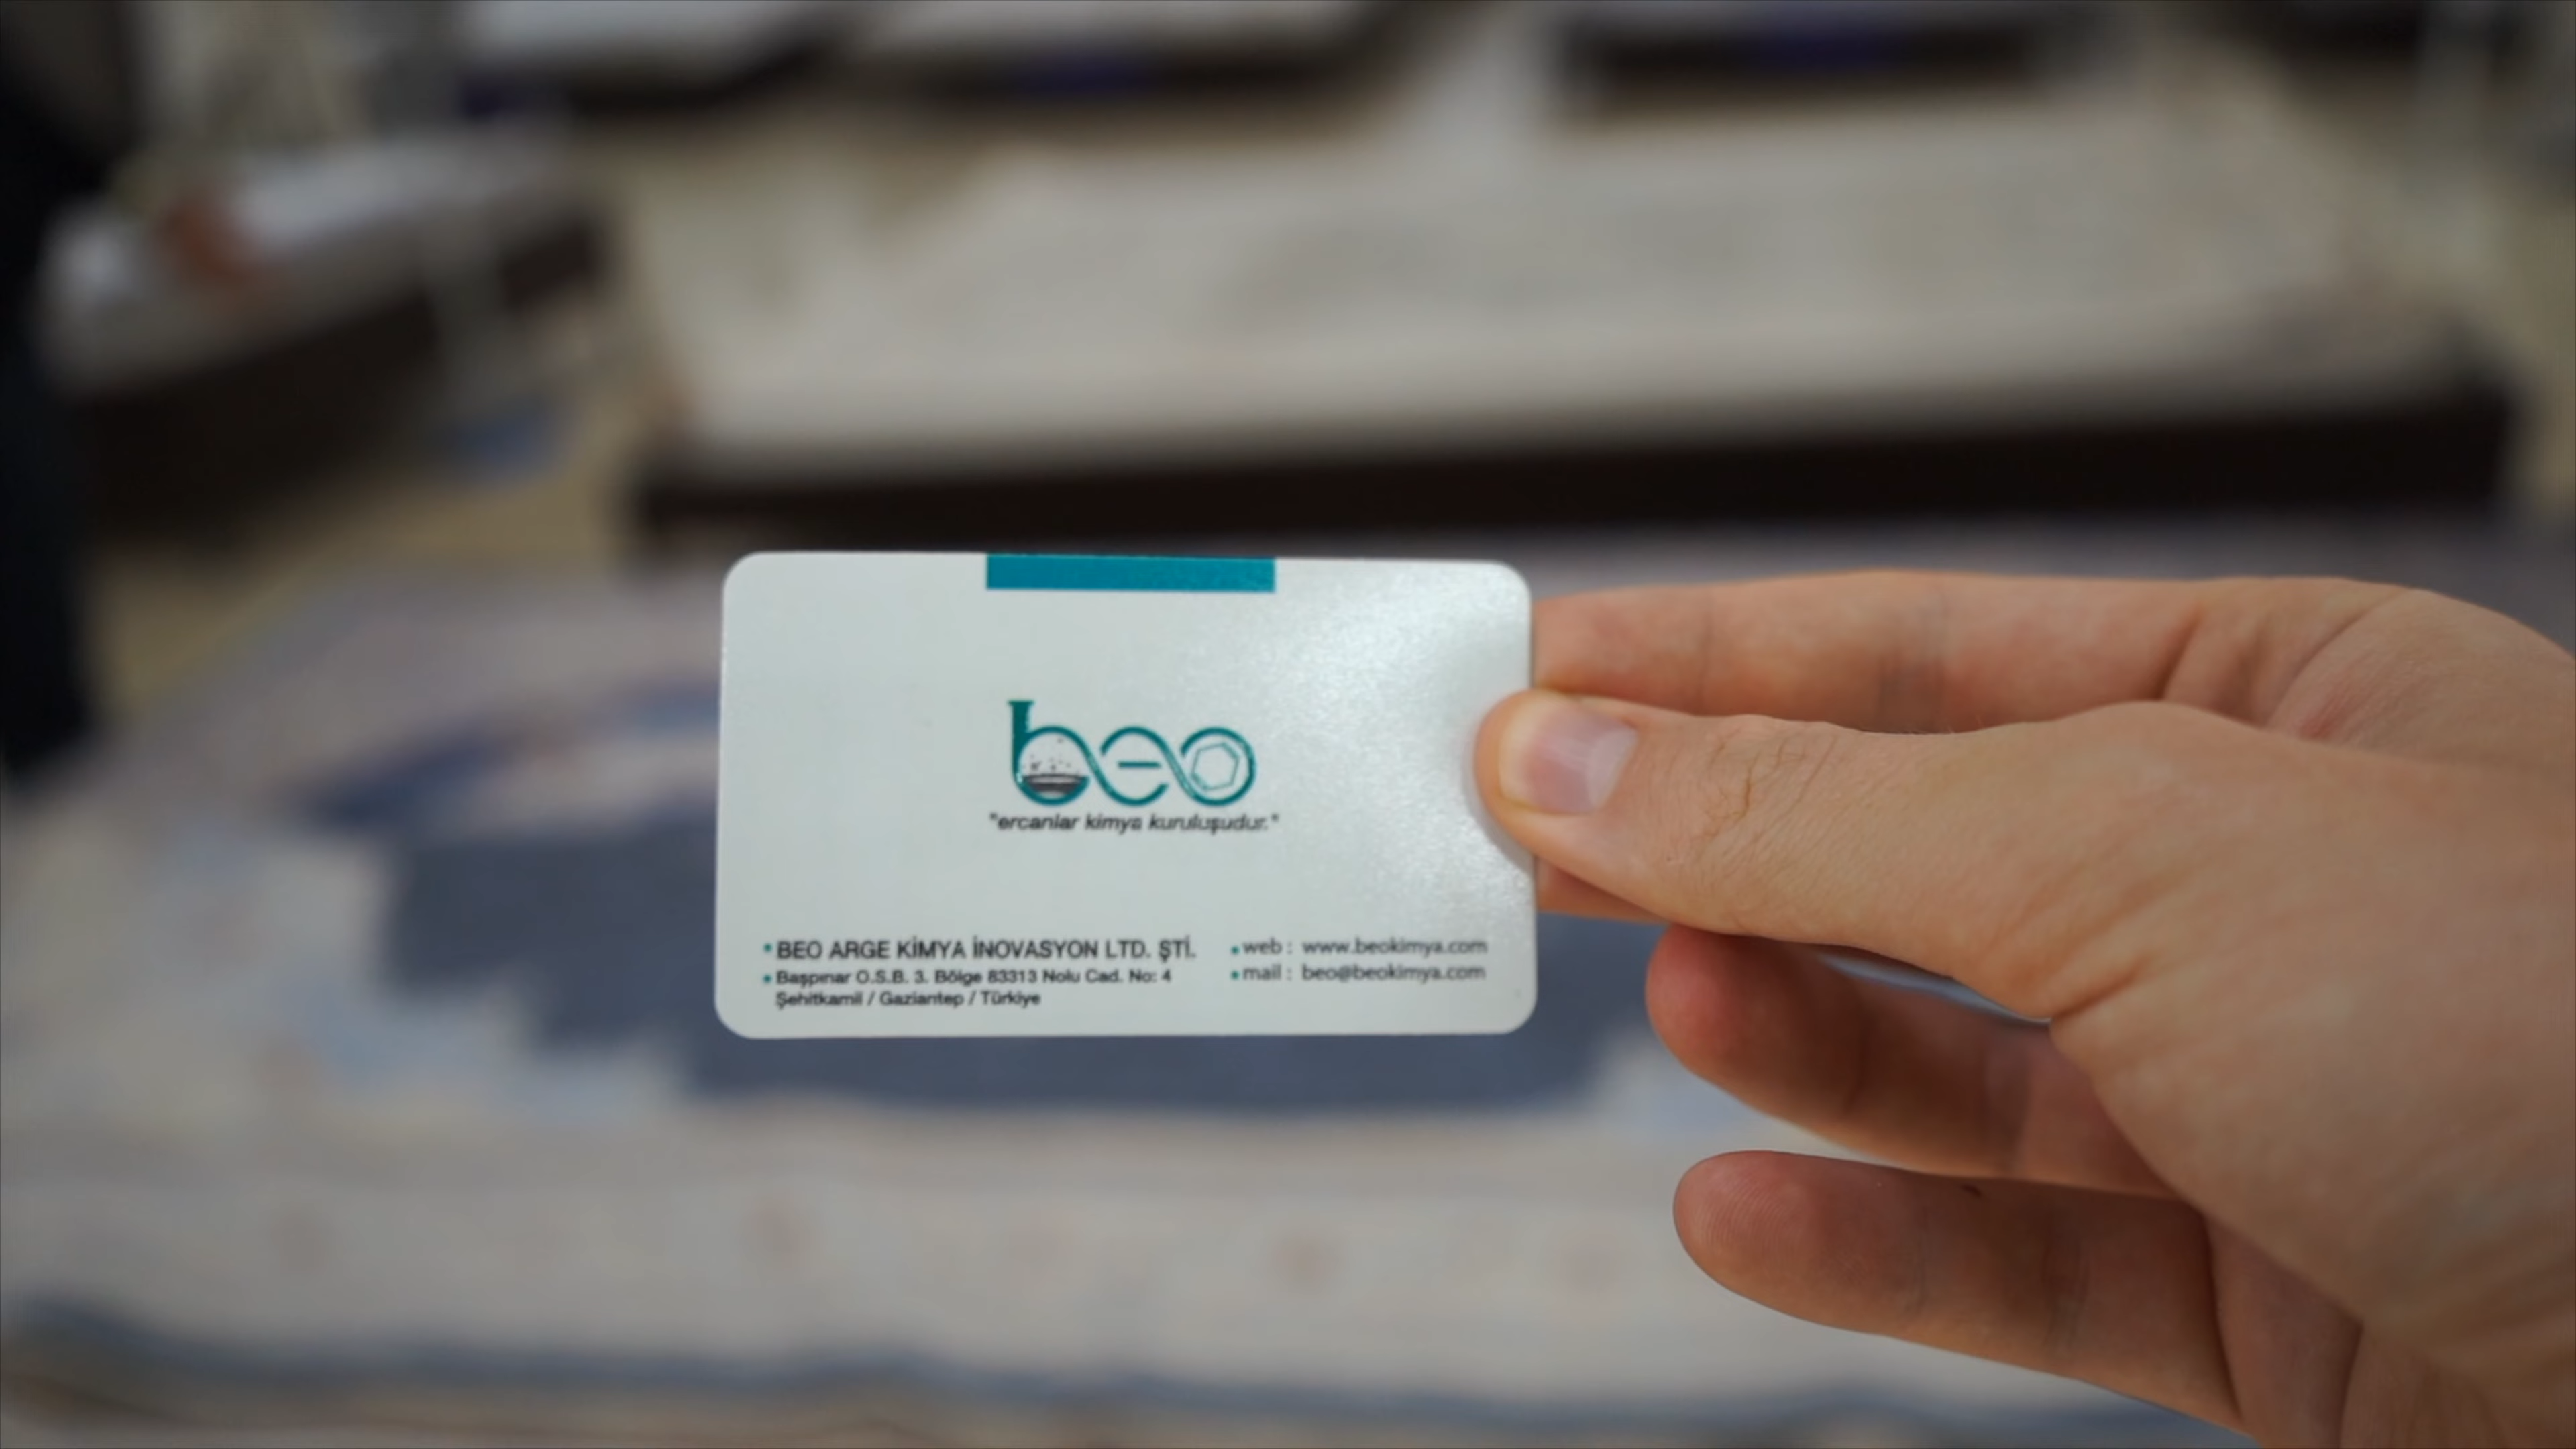 beo
"ercanlar kimya kuruluşudur."
• BEO ARGE KİMYA İNOVASYON LTD. ŞTİ.
• Başpınar O.S.B. 3. Bölge 83313 Nolu Cad. No: 4
Şehitkamil / Gaziantep / Türkiye
• web : www.beokimya.com
• mail : beo@beokimya.com